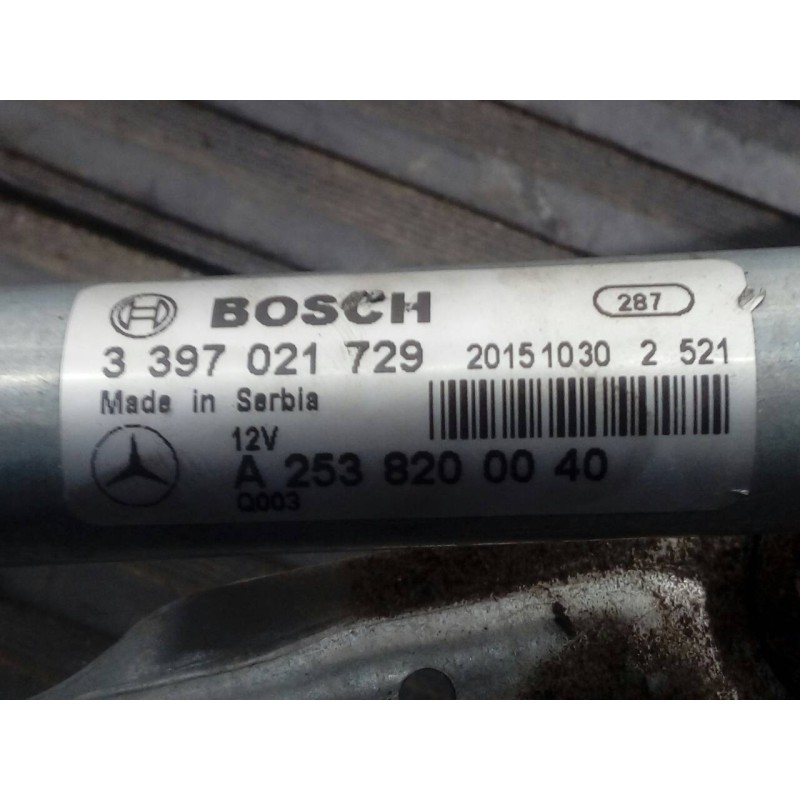 BOSCH 287
3 397 021 729 20151030 2 521
Made in Serbia
12V
A 253 820 00 40
Q003